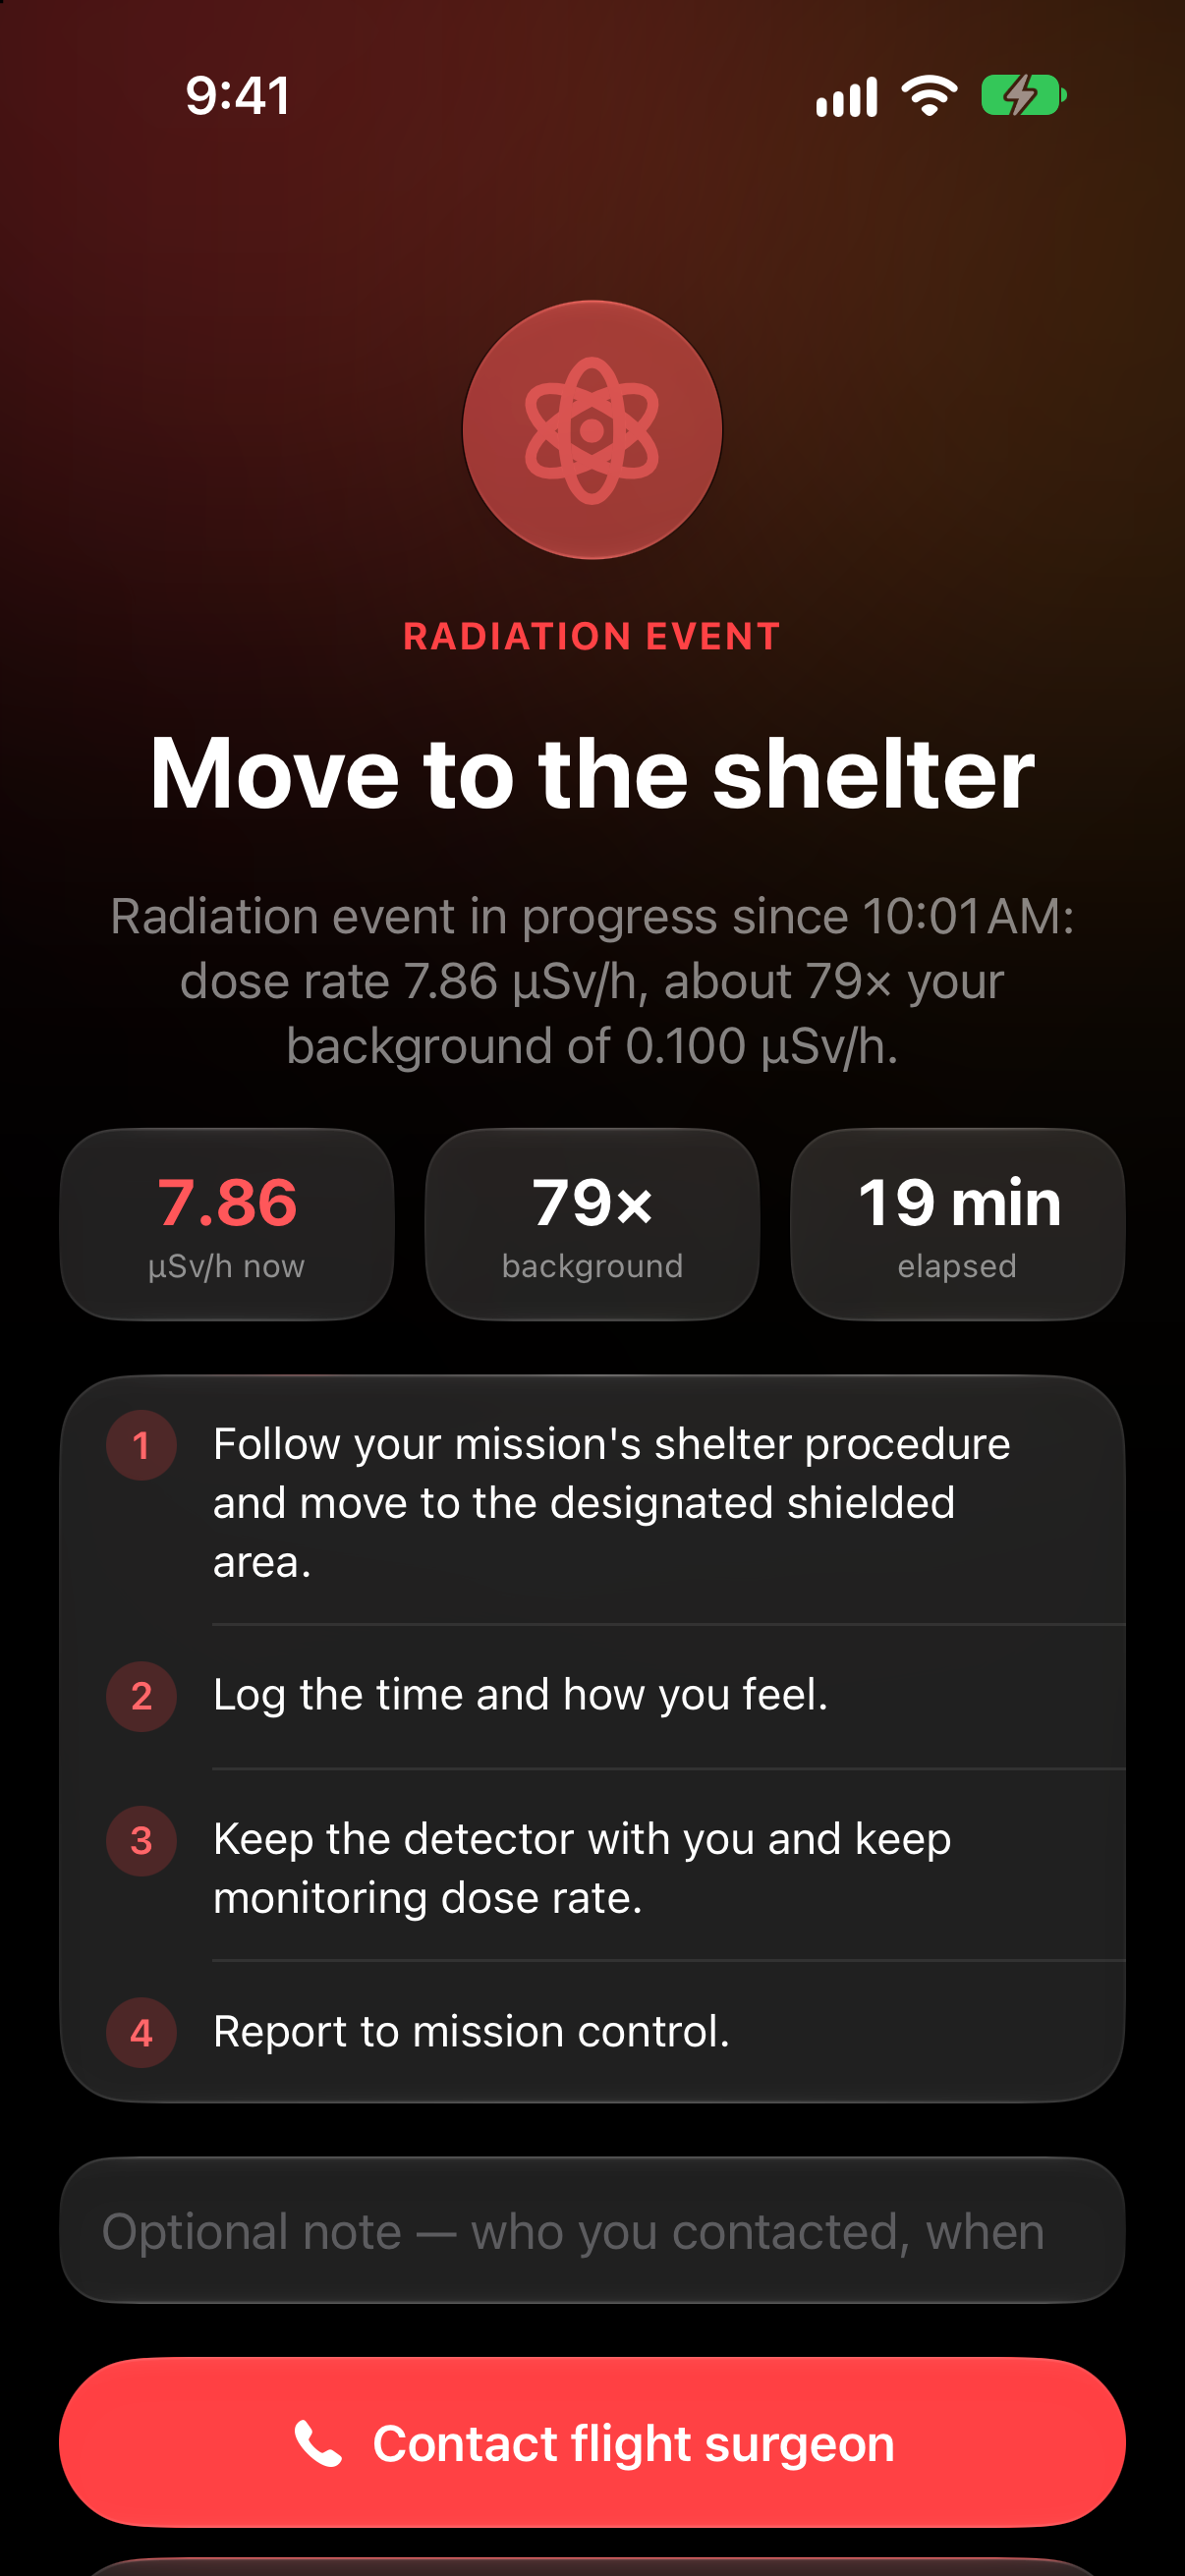 9:41
RADIATION EVENT
Move to the shelter
Radiation event in progress since 10:01 AM:
dose rate 7.86 µSv/h, about 79× your
background of 0.100 µSv/h.
7.86
µSv/h now
79×
background
19 min
elapsed
1
Follow your mission's shelter procedure
and move to the designated shielded
area.
2
Log the time and how you feel.
3
Keep the detector with you and keep
monitoring dose rate.
4
Report to mission control.
Optional note — who you contacted, when
Contact flight surgeon